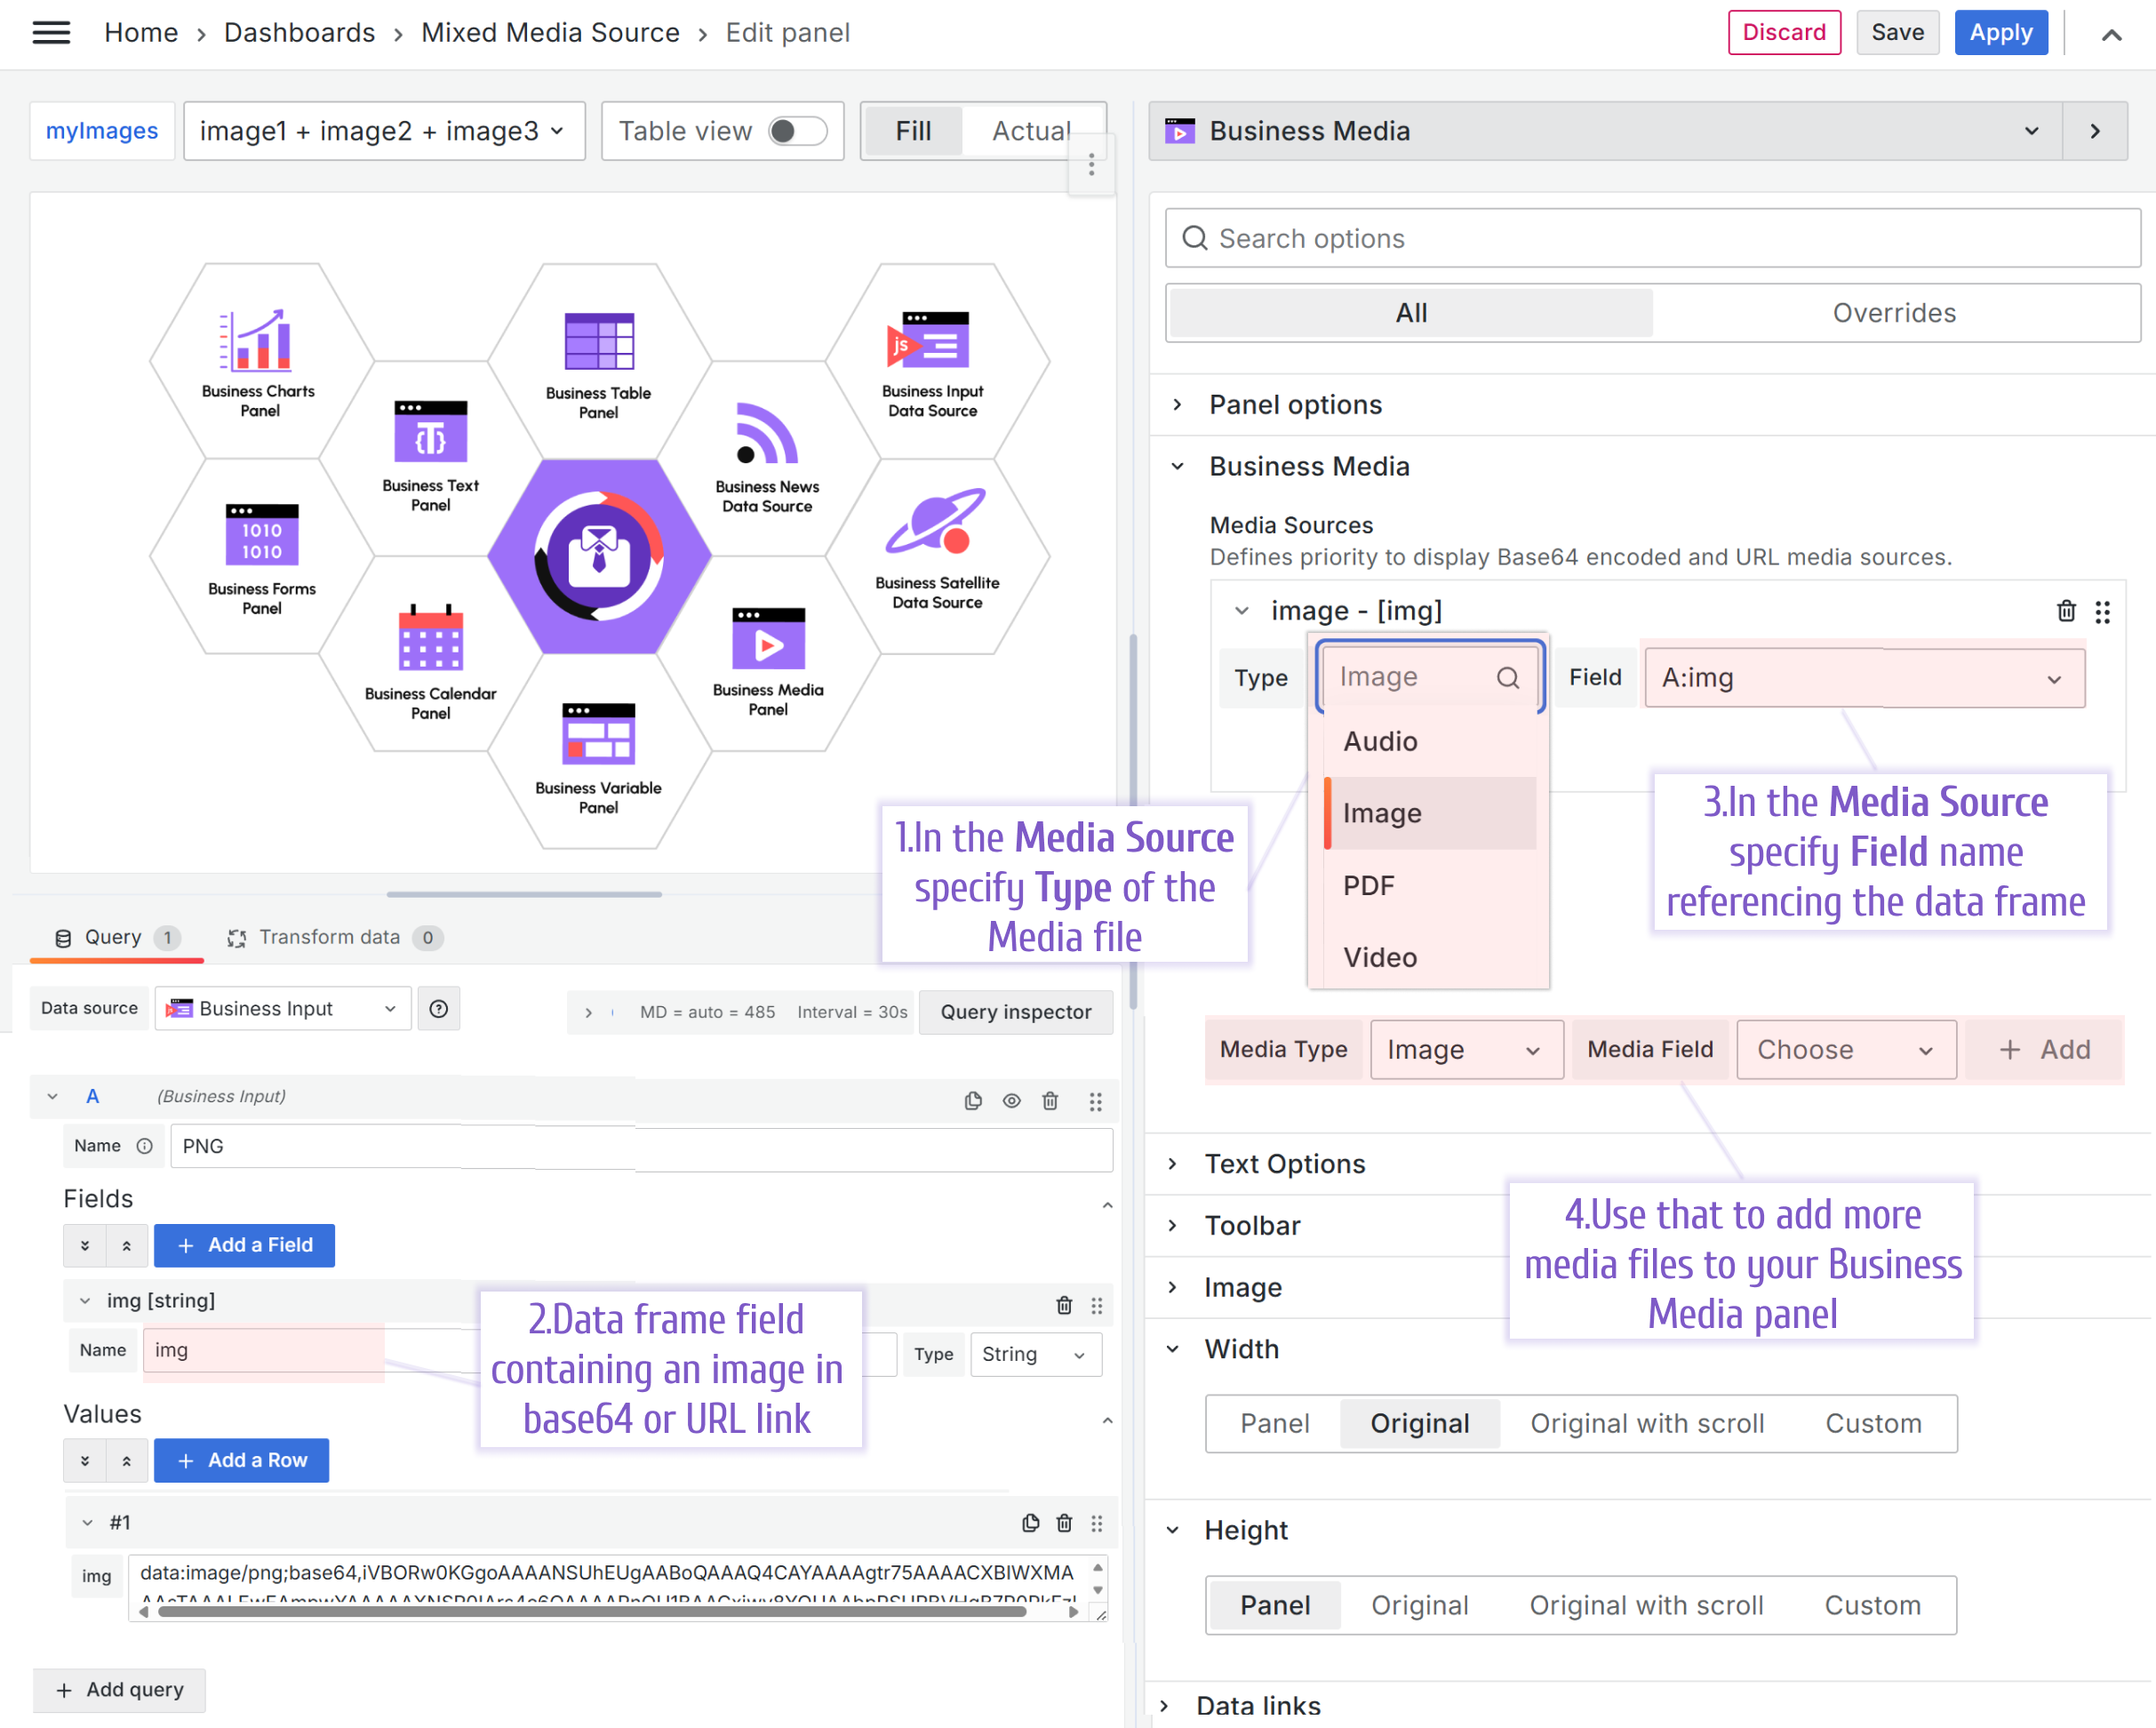 Home › Dashboards › Mixed Media Source › Edit panel
Discard Save Apply
myImages image1 + image2 + image3 Table view Fill Actual
Business Charts
Panel
Business Table
Panel
Business Input
Data Source
Business Text
Panel
Business News
Data Source
Business Forms
Panel
1010
1010
{T}
js
Business Satellite
Data Source
Business Calendar
Panel
Business Media
Panel
Business Variable
Panel
Query 1 Transform data 0
Data source Business Input MD = auto = 485 Interval = 30s Query inspector
A (Business Input)
Name PNG
Fields
+ Add a Field
img [string]
Name img Type String
Values
+ Add a Row
#1
img data:image/png;base64,iVBORw0KGgoAAAANSUhEUgAABoQAAAQ4CAYAAAAgtr75AAAACXBIWXMA
+ Add query
Business Media
Search options
All Overrides
Panel options
Business Media
Media Sources
Defines priority to display Base64 encoded and URL media sources.
image - [img]
Type Image Field A:img
Audio
Image
PDF
Video
Media Type Image Media Field Choose + Add
Text Options
Toolbar
Image
Width
Panel Original Original with scroll Custom
Height
Panel Original Original with scroll Custom
Data links
1.In the Media Source
specify Type of the
Media file
2.Data frame field
containing an image in
base64 or URL link
3.In the Media Source
specify Field name
referencing the data frame
4.Use that to add more
media files to your Business
Media panel